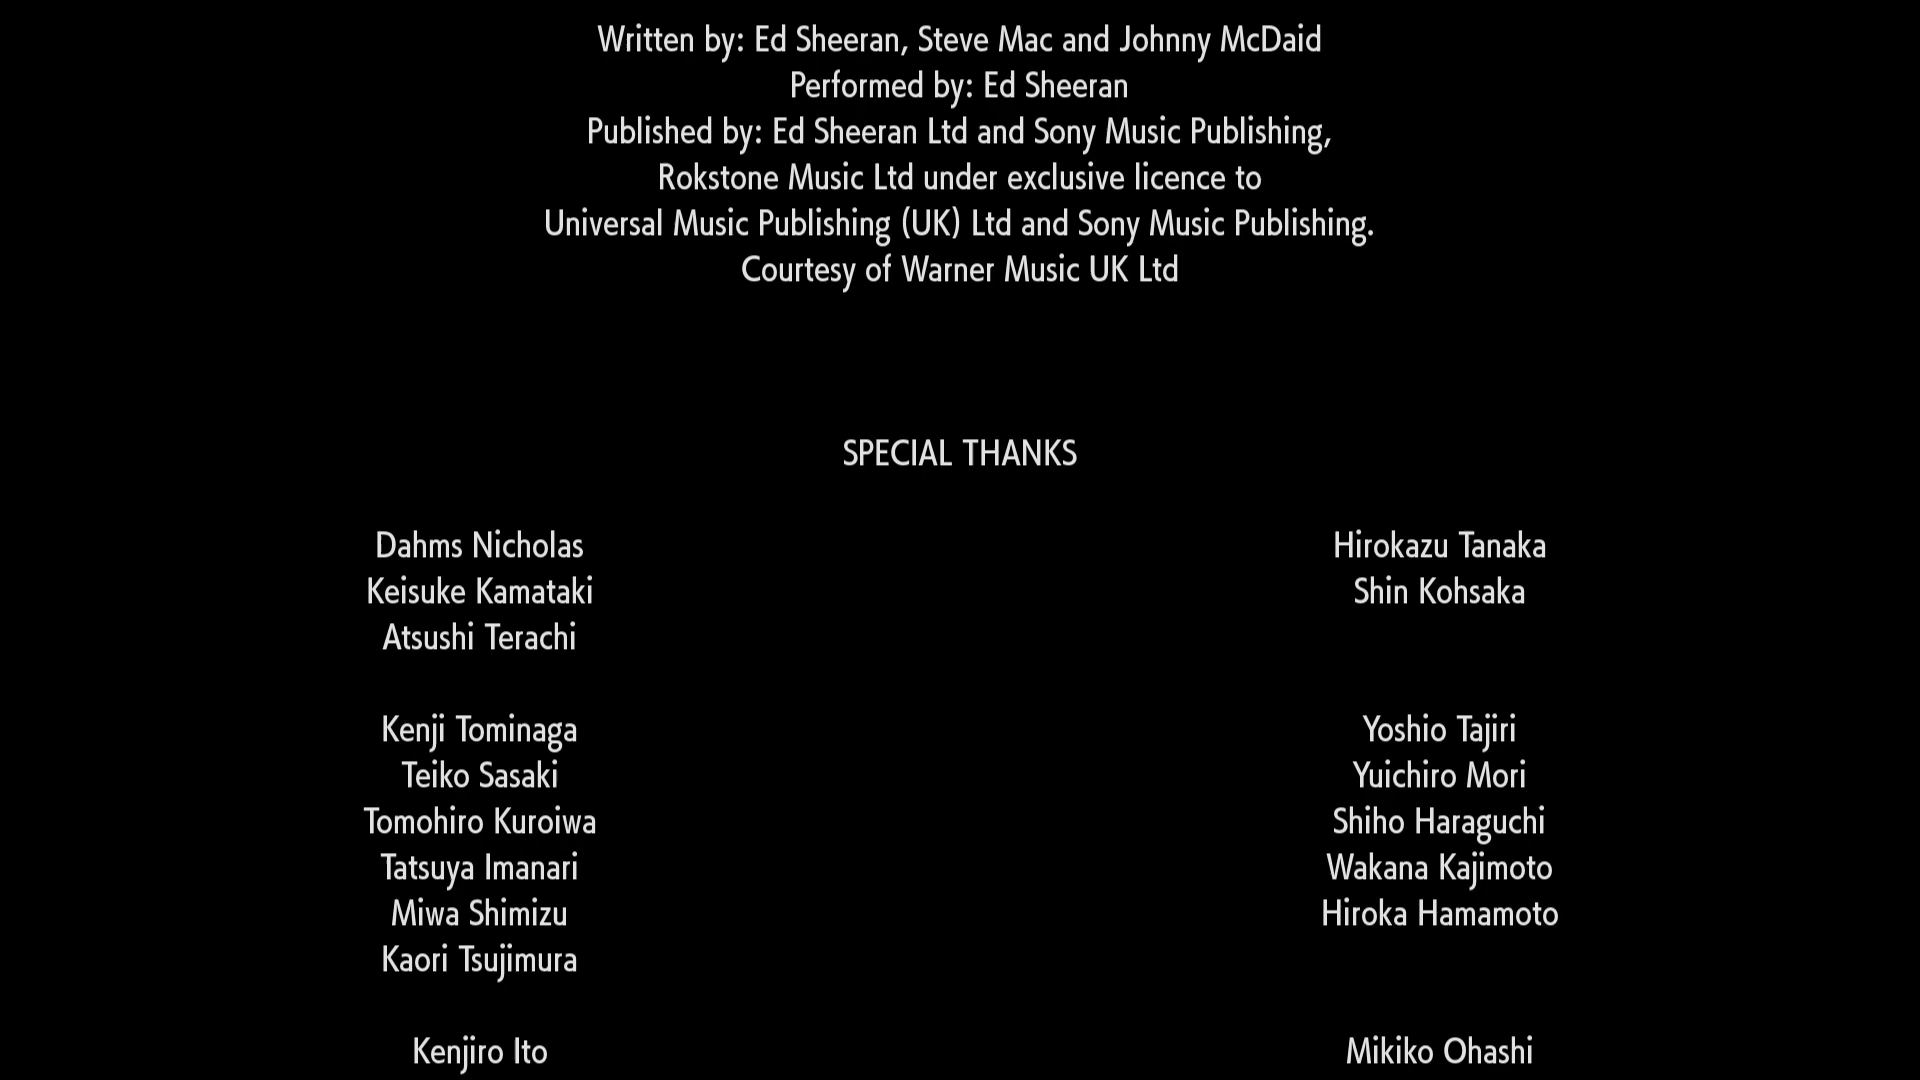 Written by: Ed Sheeran, Steve Mac and Johnny McDaid
Performed by: Ed Sheeran
Published by: Ed Sheeran Ltd and Sony Music Publishing,
Rokstone Music Ltd under exclusive licence to
Universal Music Publishing (UK) Ltd and Sony Music Publishing.
Courtesy of Warner Music UK Ltd
SPECIAL THANKS
Dahms Nicholas
Hirokazu Tanaka
Keisuke Kamataki
Shin Kohsaka
Atsushi Terachi
Kenji Tominaga
Yoshio Tajiri
Teiko Sasaki
Yuichiro Mori
Tomohiro Kuroiwa
Shiho Haraguchi
Tatsuya Imanari
Wakana Kajimoto
Miwa Shimizu
Hiroka Hamamoto
Kaori Tsujimura
Kenjiro Ito
Mikiko Ohashi